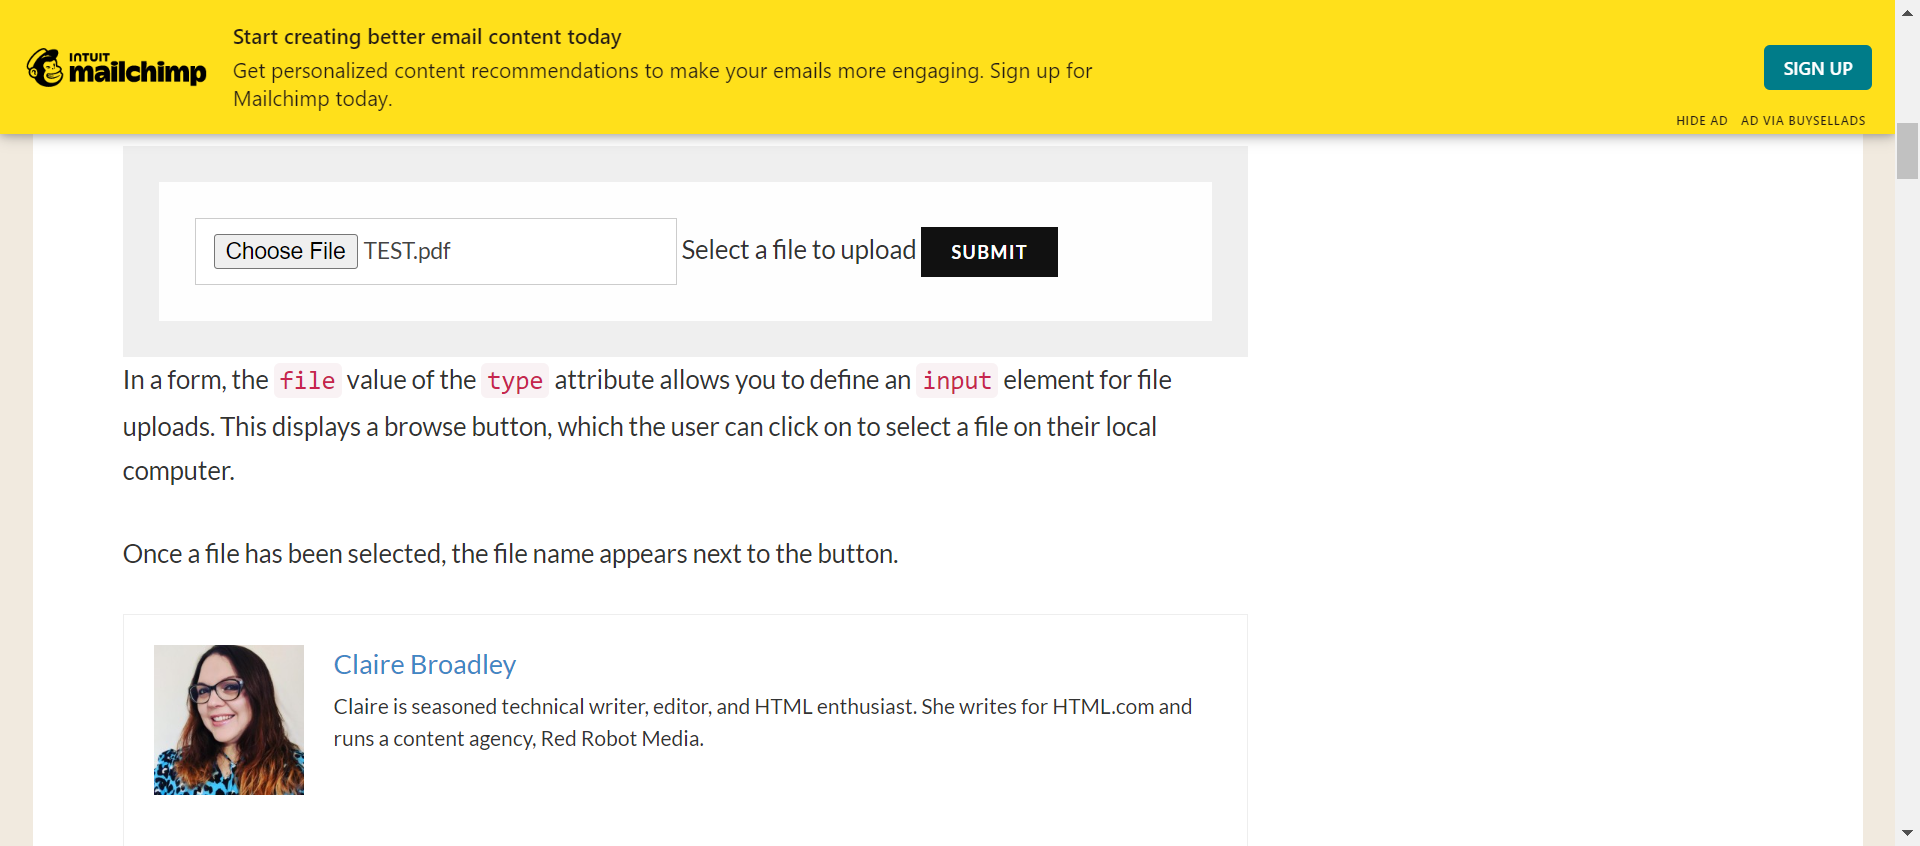 INTUIT
mailchimp
Start creating better email content today
Get personalized content recommendations to make your emails more engaging. Sign up for
Mailchimp today.
SIGN UP
HIDE AD AD VIA BUYSELLADS
Choose File TEST.pdf Select a file to upload SUBMIT
In a form, the file value of the type attribute allows you to define an input element for file
uploads. This displays a browse button, which the user can click on to select a file on their local
computer.
Once a file has been selected, the file name appears next to the button.
Claire Broadley
Claire is seasoned technical writer, editor, and HTML enthusiast. She writes for HTML.com and
runs a content agency, Red Robot Media.